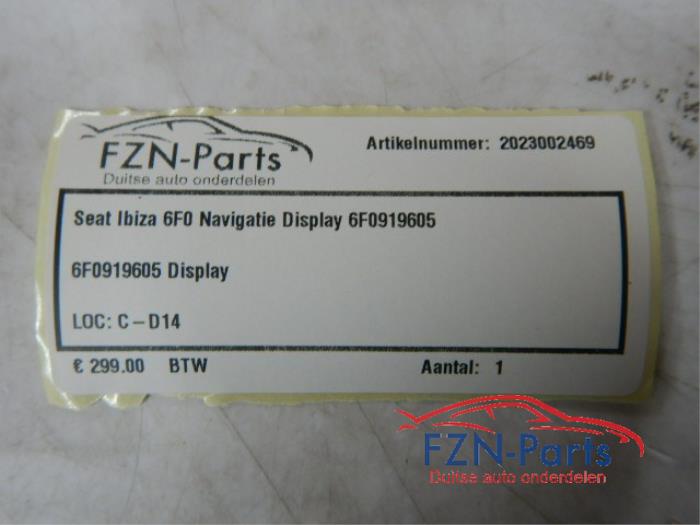 FZN-Parts
Duitse auto onderdelen
Artikelnummer: 2023002469
Seat Ibiza 6F0 Navigatie Display 6F0919605
6F0919605 Display
LOC: C-D14
€ 299.00 BTW
Aantal: 1
FZN-Parts
Duitse auto onderdelen